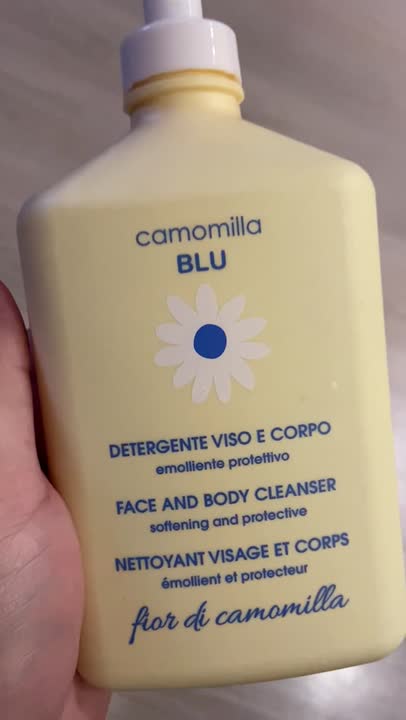 camomilla
BLU
DETERGENTE VISO E CORPO
emolliente protettivo
FACE AND BODY CLEANSER
softening and protective
NETTOYANT VISAGE ET CORPS
émollient et protecteur
fior di camomilla